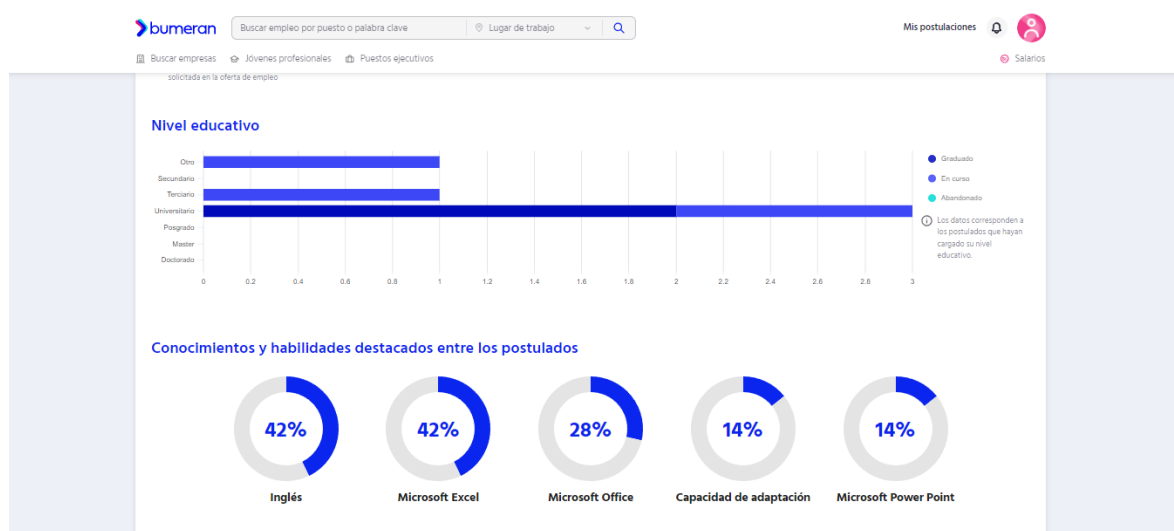 bumeran
Buscar empleo por puesto o palabra clave
Lugar de trabajo
Mis postulaciones
Buscar empresas
Jóvenes profesionales
Puestos ejecutivos
Salarios
solicitada en la oferta de empleo
Nivel educativo
Otro
Secundario
Terciario
Universitario
Posgrado
Master
Doctorado
0 0.2 0.4 0.6 0.8 1 1.2 1.4 1.6 1.8 2 2.2 2.4 2.6 2.8 3
Graduado
En curso
Abandonado
Los datos corresponden a
los postulados que hayan
cargado su nivel
educativo.
Conocimientos y habilidades destacados entre los postulados
42% 42% 28% 14% 14%
Inglés Microsoft Excel Microsoft Office Capacidad de adaptación Microsoft Power Point